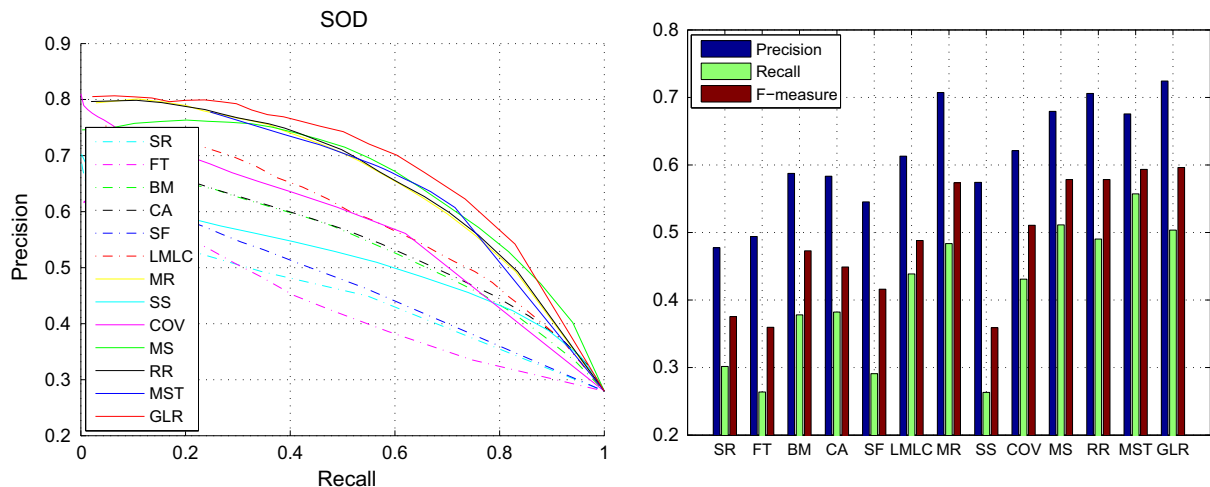 SOD
0.9
0.8
0.7
0.6
0.5
0.4
0.3
0.2
Precision
SR
FT
BM
CA
SF
LMLC
MR
SS
COV
MS
RR
MST
GLR
0 0.2 0.4 0.6 0.8 1
Recall
0.8
0.7
0.6
0.5
0.4
0.3
0.2
Precision
Recall
F-measure
SR FT BM CA SF LMLC MR SS COV MS RR MST GLR